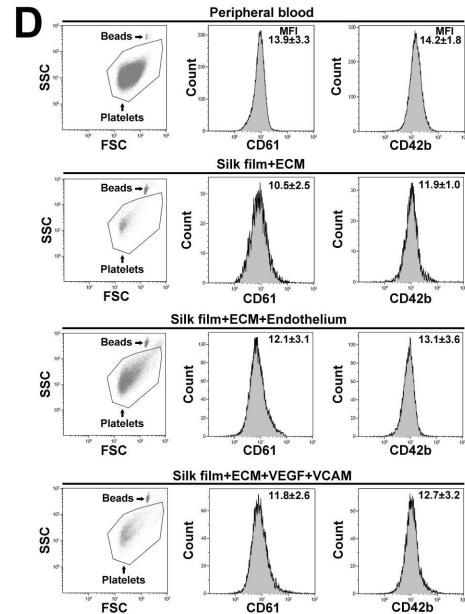 D
Peripheral blood
Beads
Platelets
SSC
FSC
MFI
13.9±3.3
Count
CD61
MFI
14.2±1.8
Count
CD42b
Silk film+ECM
Beads
Platelets
SSC
FSC
10.5±2.5
Count
CD61
11.9±1.0
Count
CD42b
Silk film+ECM+Endothelium
Beads
Platelets
SSC
FSC
12.1±3.1
Count
CD61
13.1±3.6
Count
CD42b
Silk film+ECM+VEGF+VCAM
Beads
Platelets
SSC
FSC
11.8±2.6
Count
CD61
12.7±3.2
Count
CD42b